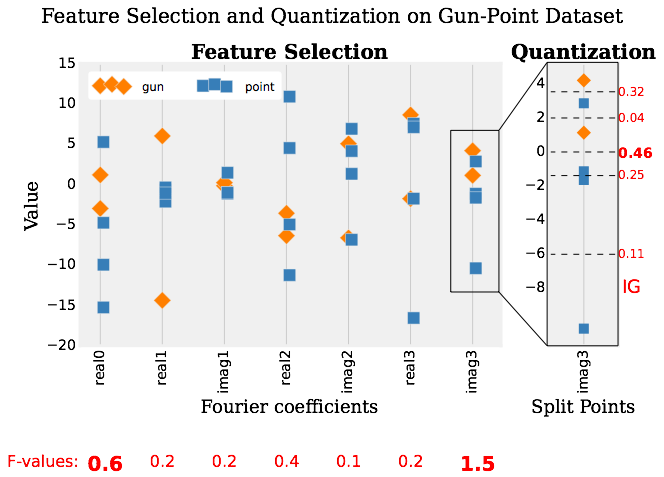 Feature Selection and Quantization on Gun-Point Dataset
Feature Selection
Quantization
gun point
Value
15
10
5
0
−5
−10
−15
−20
real0 real1 imag1 real2 imag2 real3 imag3
Fourier coefficients
4
2
0
−2
−4
−6
−8
0.32
0.04
0.46
0.25
0.11
IG
imag3
Split Points
F-values: 0.6 0.2 0.2 0.4 0.1 0.2 1.5